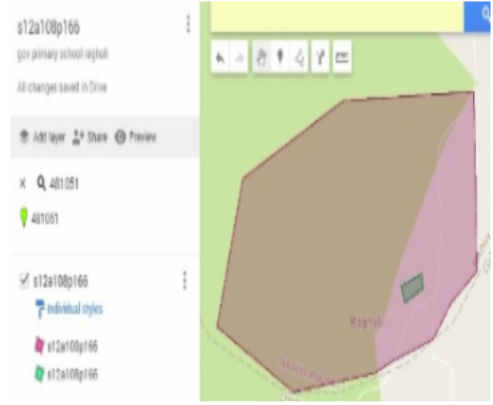 s12a108p166
gov primary school ragholi
All changes saved in Drive
Add layer Share Preview
481051
481051
s12a108p166
Individual styles
s12a108p166
s12a108p166
Ragholi